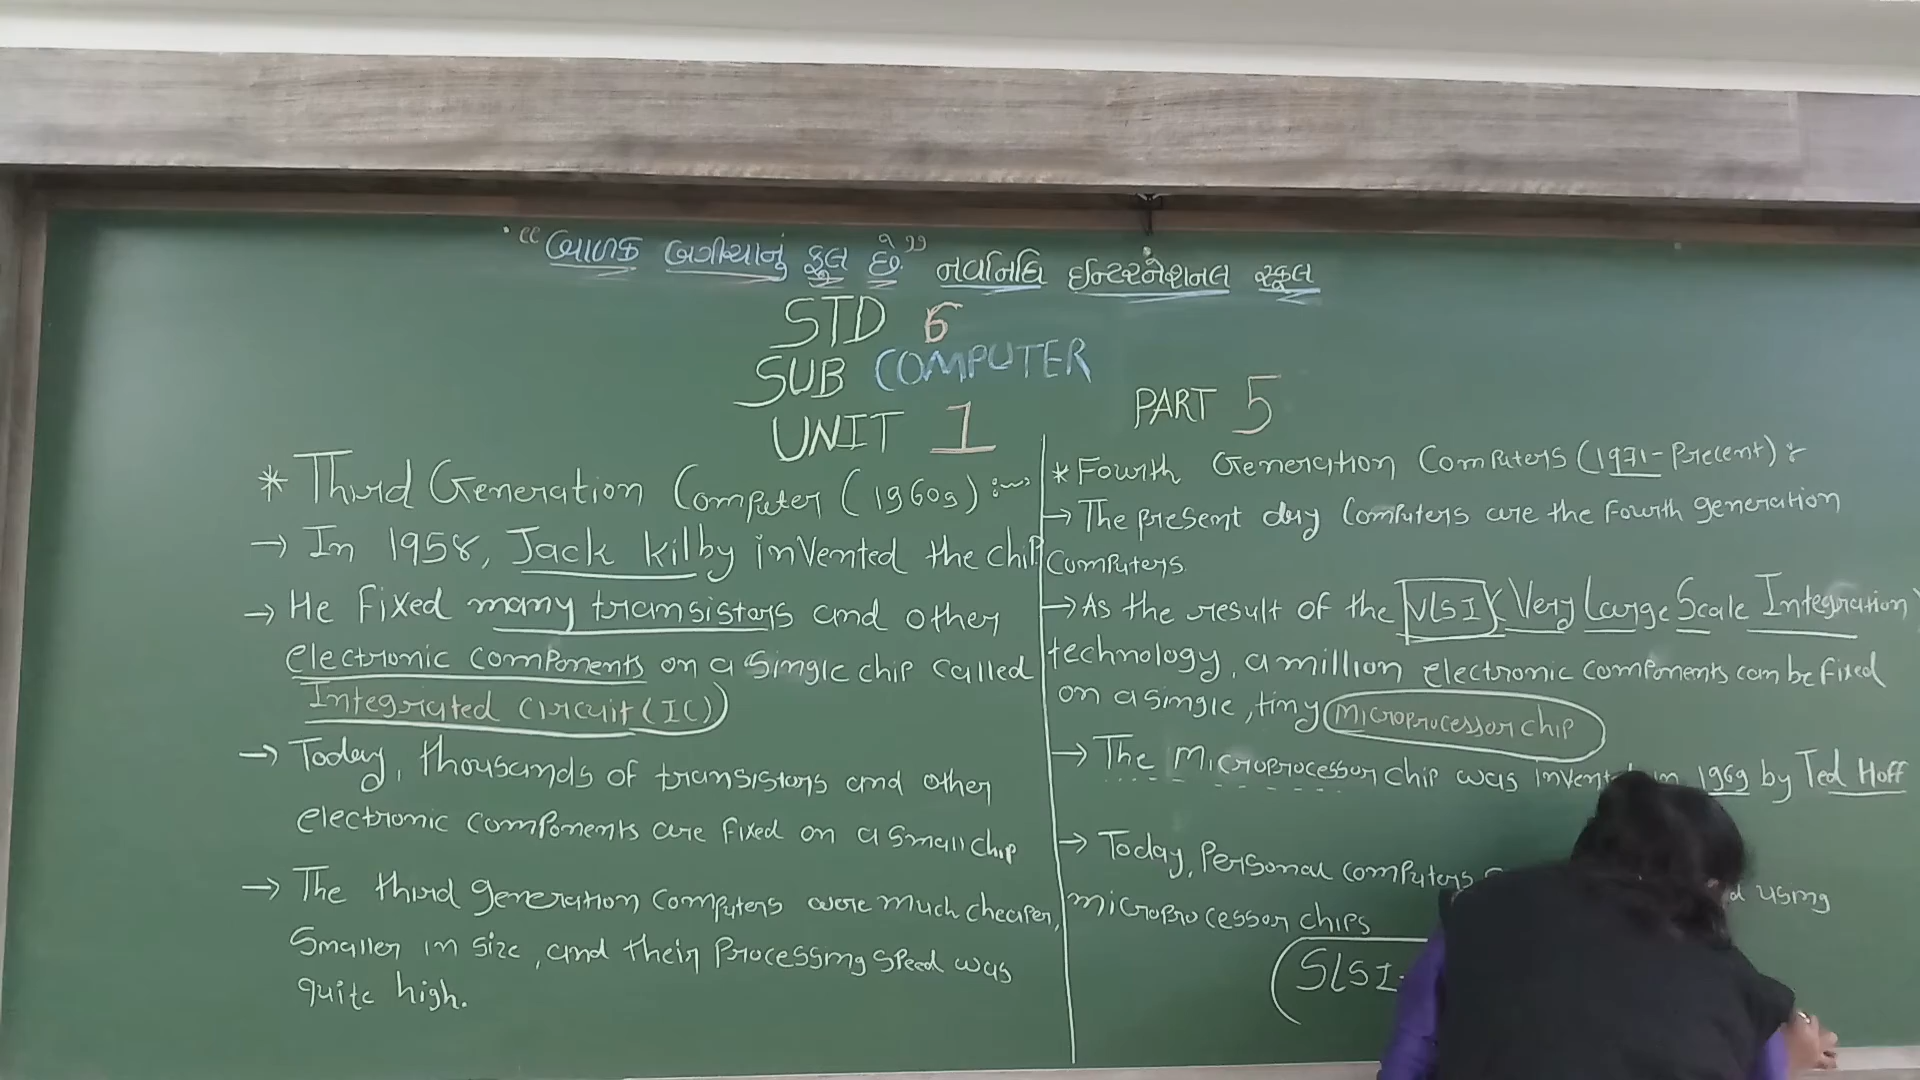 "બાળક બગીચાનું ફૂલ છે" નવનિધિ ઈન્ટરનેશનલ સ્કૂલ
STD 6
SUB COMPUTER
UNIT 1
PART 5
* Third Generation Computer (1960s) :-
→ In 1958, Jack Kilby invented the chip
→ He fixed many transistors and other
electronic components on a single chip called
Integrated circuit (IC)
→ Today, thousands of transistors and other
electronic components are fixed on a small chip
→ The third generation computers were much cheaper,
smaller in size, and their processing speed was
quite high.
* Fourth Generation Computers (1971-Precent) :
→ The present day computers are the fourth generation
computers.
→ As the result of the VLSI (Very Large Scale Integration)
technology, a million electronic components can be fixed
on a single, tiny microprocessor chip
→ The Microprocessor chip was in 1969 by Ted Hoff
→ Today, Personal computers using
microprocessor chips
SLSI-